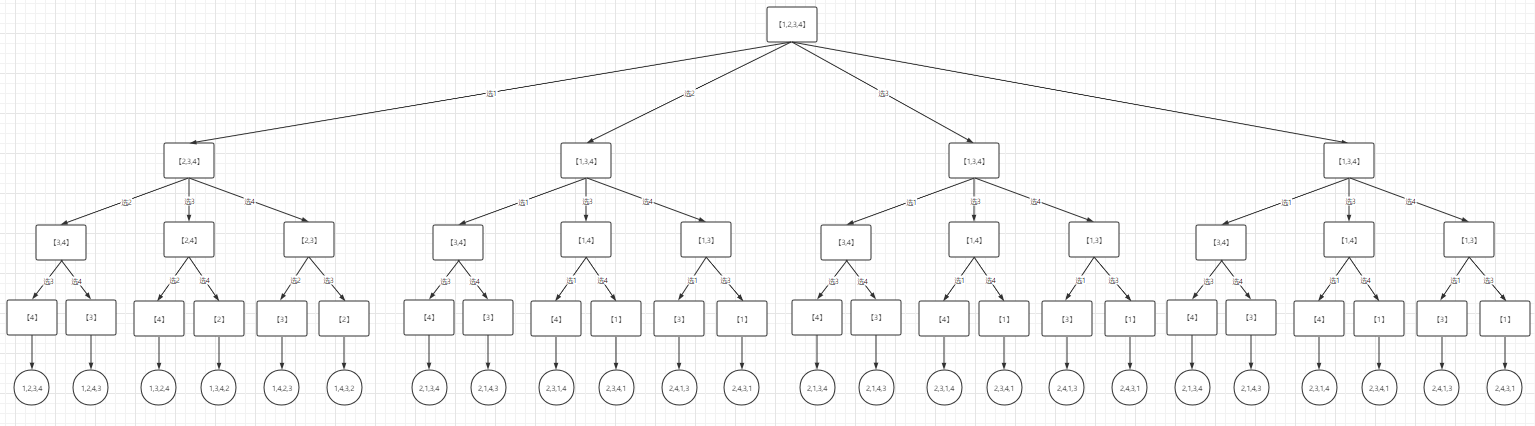 【1,2,3,4】
选1 选2 选3
【2,3,4】 【1,3,4】 【1,3,4】 【1,3,4】
选2 选3 选4 选1 选3 选4 选1 选3 选4 选1 选3 选4
【3,4】 【2,4】 【2,3】 【3,4】 【1,4】 【1,3】 【3,4】 【1,4】 【1,3】 【3,4】 【1,4】 【1,3】
选3 选4 选2 选4 选2 选3 选3 选4 选1 选4 选1 选3 选3 选4 选1 选4 选1 选3 选3 选4 选1 选4 选1 选3
【4】 【3】 【4】 【2】 【3】 【2】 【4】 【3】 【4】 【1】 【3】 【1】 【4】 【3】 【4】 【1】 【3】 【1】 【4】 【3】 【4】 【1】 【3】 【1】
1,2,3,4 1,2,4,3 1,3,2,4 1,3,4,2 1,4,2,3 1,4,3,2 2,1,3,4 2,1,4,3 2,3,1,4 2,3,4,1 2,4,1,3 2,4,3,1 2,1,3,4 2,1,4,3 2,3,1,4 2,3,4,1 2,4,1,3 2,4,3,1 2,1,3,4 2,1,4,3 2,3,1,4 2,3,4,1 2,4,1,3 2,4,3,1